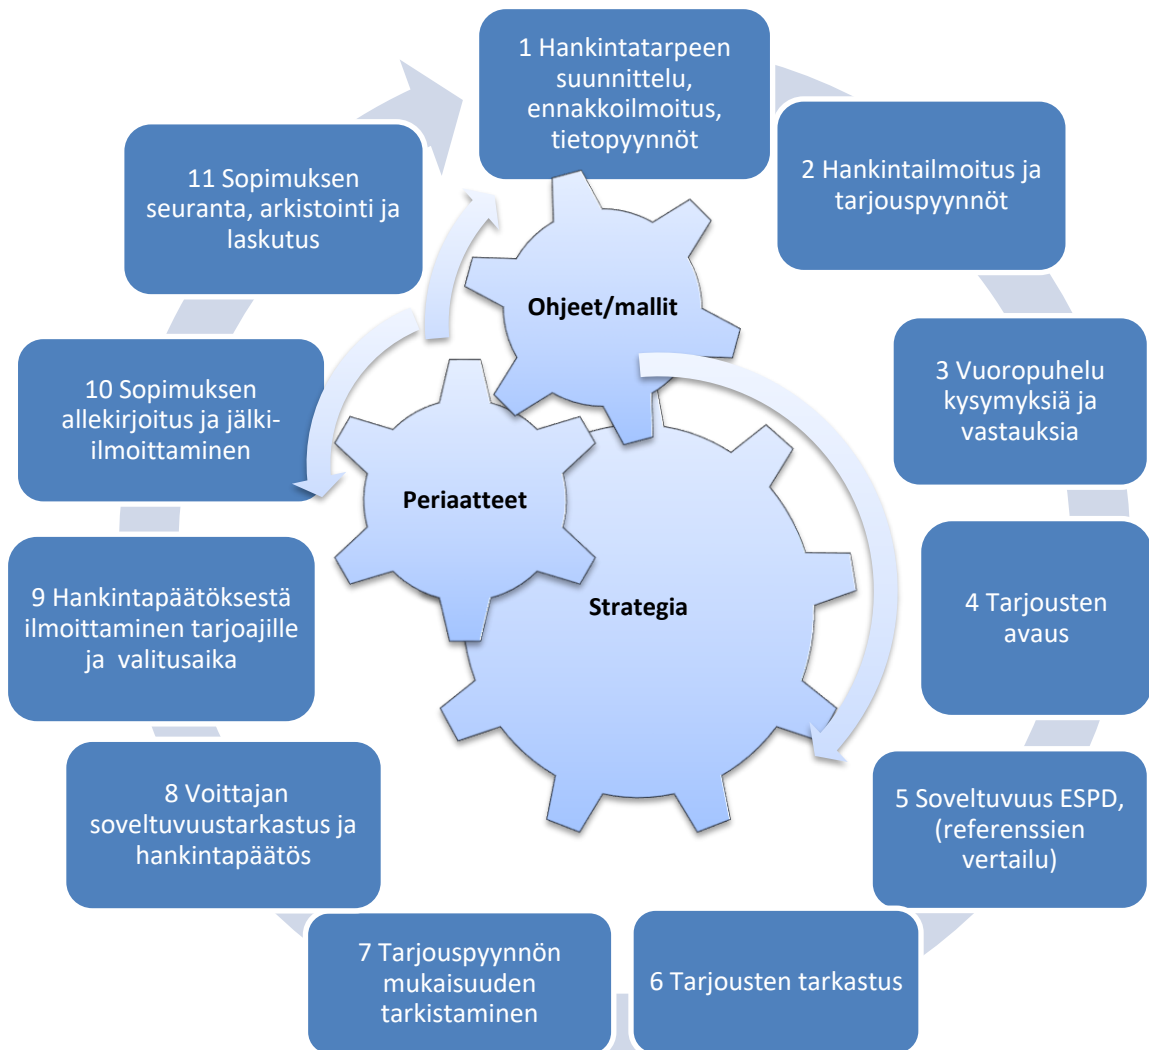 1 Hankintatarpeen
suunnittelu,
ennakkoilmoitus,
tietopyynnöt
2 Hankintailmoitus ja
tarjouspyynnöt
3 Vuoropuhelu
kysymyksiä ja
vastauksia
4 Tarjousten
avaus
5 Soveltuvuus ESPD,
(referenssien
vertailu)
6 Tarjousten tarkastus
7 Tarjouspyynnön
mukaisuuden
tarkistaminen
8 Voittajan
soveltuvuustarkastus ja
hankintapäätös
9 Hankintapäätöksestä
ilmoittaminen tarjoajille
ja valitusaika
10 Sopimuksen
allekirjoitus ja jälki-
ilmoittaminen
11 Sopimuksen
seuranta, arkistointi ja
laskutus
Ohjeet/mallit
Periaatteet
Strategia